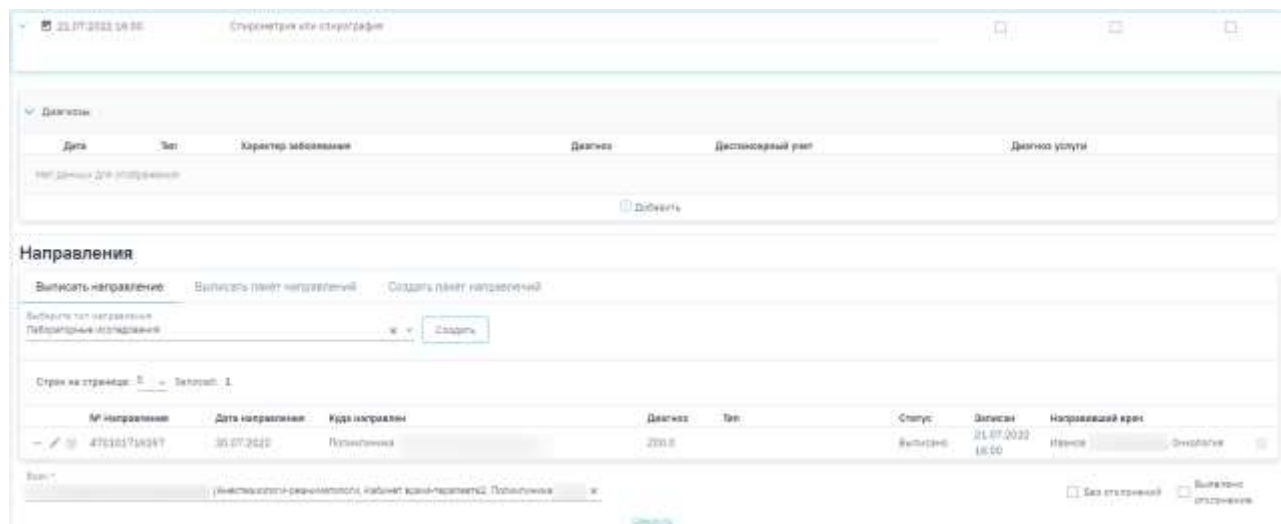 21.07.2022 16:00 Спирометрия или спирография
Диагнозы
Дата Тип Характер заболевания Диагноз Диспансерный учет Диагноз услуги
Нет данных для отображения
Добавить
Направления
Выписать направление Выписать пакет направлений Создать пакет направлений
Выберите тип направления
Лабораторные исследования Создать
Строк на странице: 5 Записей: 1
№ Направления Дата направления Куда направлен Диагноз Тип Статус Записан Направивший врач
30.07.2022 Поликлиника Z00.0 Выписано 21.07.2022 16:00 Иванов , Онкология
Врач *
, Кабинет врача-терапевта2, Поликлиника Без отклонений Выявлено отклонение
Свернуть